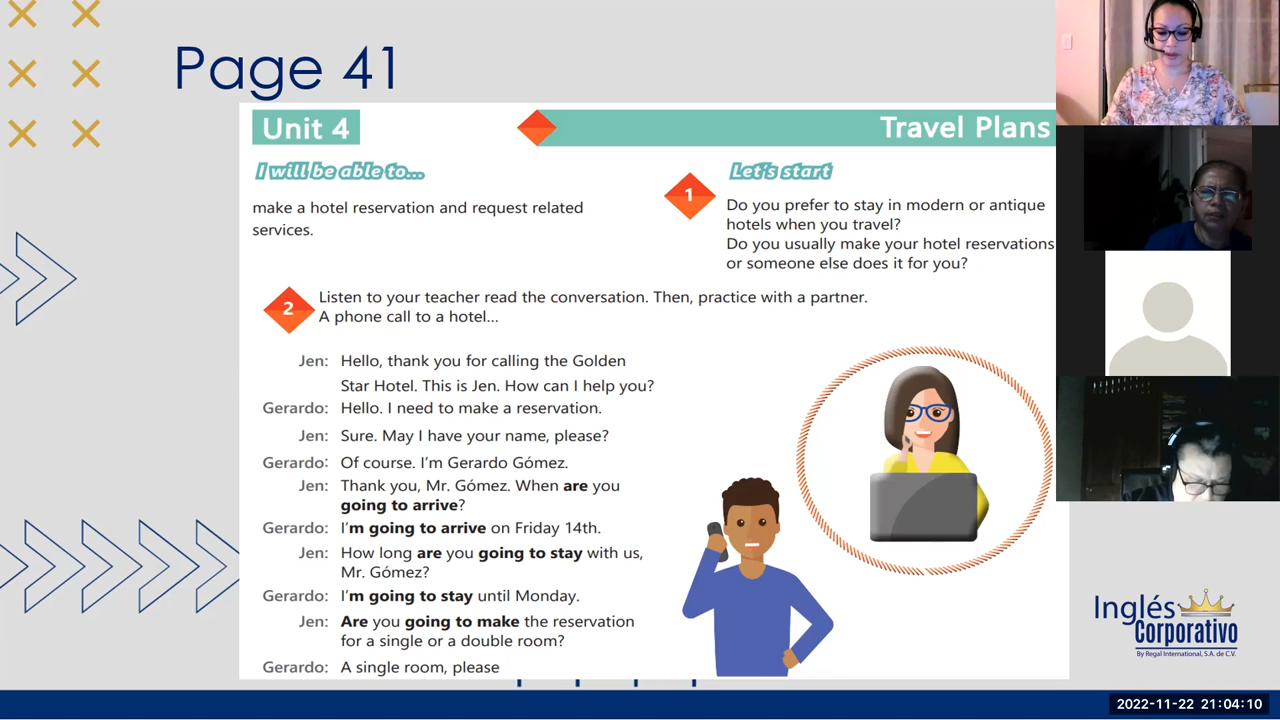 Page 41
Unit 4
Travel Plans
I will be able to...
make a hotel reservation and request related
services.
Let's start
1
Do you prefer to stay in modern or antique
hotels when you travel?
Do you usually make your hotel reservations
or someone else does it for you?
2
Listen to your teacher read the conversation. Then, practice with a partner.
A phone call to a hotel...
Jen: Hello, thank you for calling the Golden
Star Hotel. This is Jen. How can I help you?
Gerardo: Hello. I need to make a reservation.
Jen: Sure. May I have your name, please?
Gerardo: Of course. I'm Gerardo Gómez.
Jen: Thank you, Mr. Gómez. When are you
going to arrive?
Gerardo: I'm going to arrive on Friday 14th.
Jen: How long are you going to stay with us,
Mr. Gómez?
Gerardo: I'm going to stay until Monday.
Jen: Are you going to make the reservation
for a single or a double room?
Gerardo: A single room, please
Inglés
Corporativo
By Regal International, S.A. de C.V.
2022-11-22 21:04:10